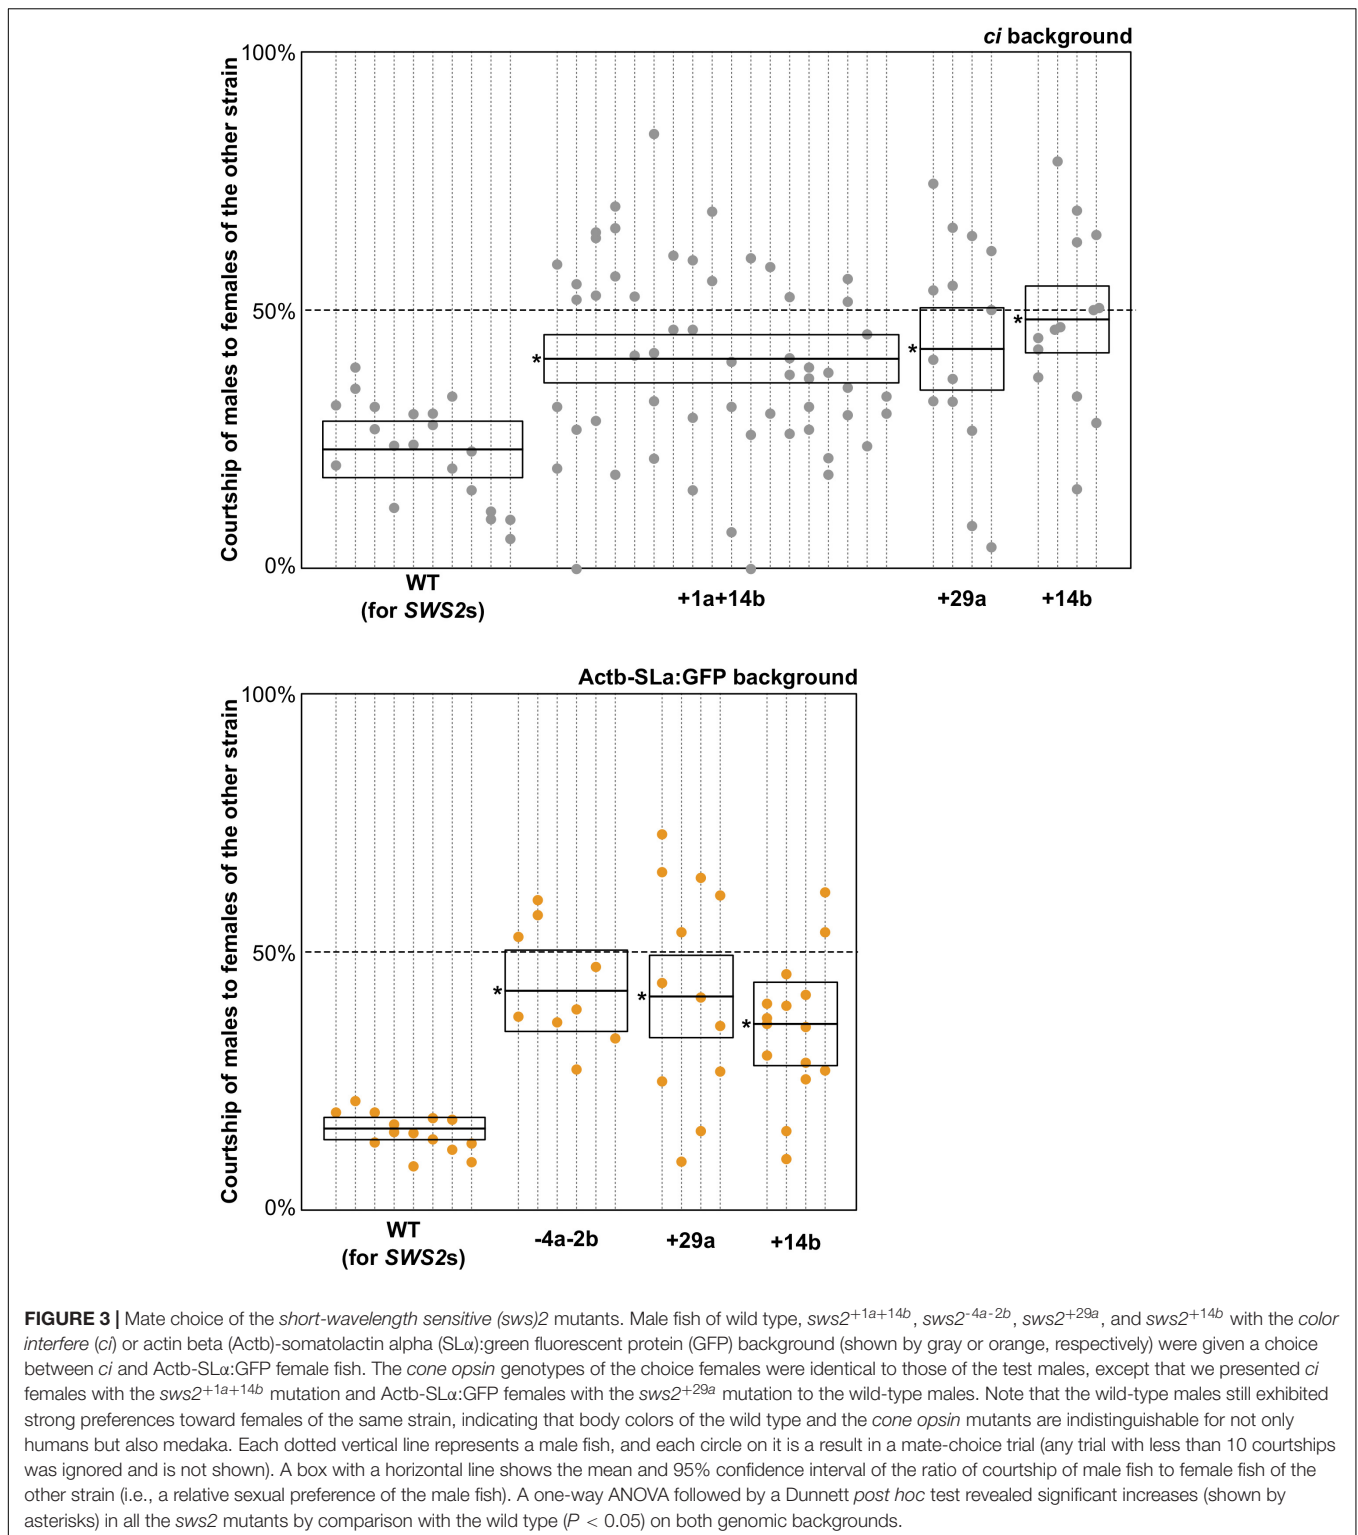 ci background
100%
50%
0%
Courtship of males to females of the other strain
*
*
*
WT
(for SWS2s)
+1a+14b
+29a
+14b
Actb-SLa:GFP background
100%
50%
0%
Courtship of males to females of the other strain
*
*
*
WT
(for SWS2s)
-4a-2b
+29a
+14b
FIGURE 3 | Mate choice of the short-wavelength sensitive (sws)2 mutants. Male fish of wild type, sws2+1a+14b, sws2-4a-2b, sws2+29a, and sws2+14b with the color
interfere (ci) or actin beta (Actb)-somatolactin alpha (SLα):green fluorescent protein (GFP) background (shown by gray or orange, respectively) were given a choice
between ci and Actb-SLα:GFP female fish. The cone opsin genotypes of the choice females were identical to those of the test males, except that we presented ci
females with the sws2+1a+14b mutation and Actb-SLα:GFP females with the sws2+29a mutation to the wild-type males. Note that the wild-type males still exhibited
strong preferences toward females of the same strain, indicating that body colors of the wild type and the cone opsin mutants are indistinguishable for not only
humans but also medaka. Each dotted vertical line represents a male fish, and each circle on it is a result in a mate-choice trial (any trial with less than 10 courtships
was ignored and is not shown). A box with a horizontal line shows the mean and 95% confidence interval of the ratio of courtship of male fish to female fish of the
other strain (i.e., a relative sexual preference of the male fish). A one-way ANOVA followed by a Dunnett post hoc test revealed significant increases (shown by
asterisks) in all the sws2 mutants by comparison with the wild type (P < 0.05) on both genomic backgrounds.